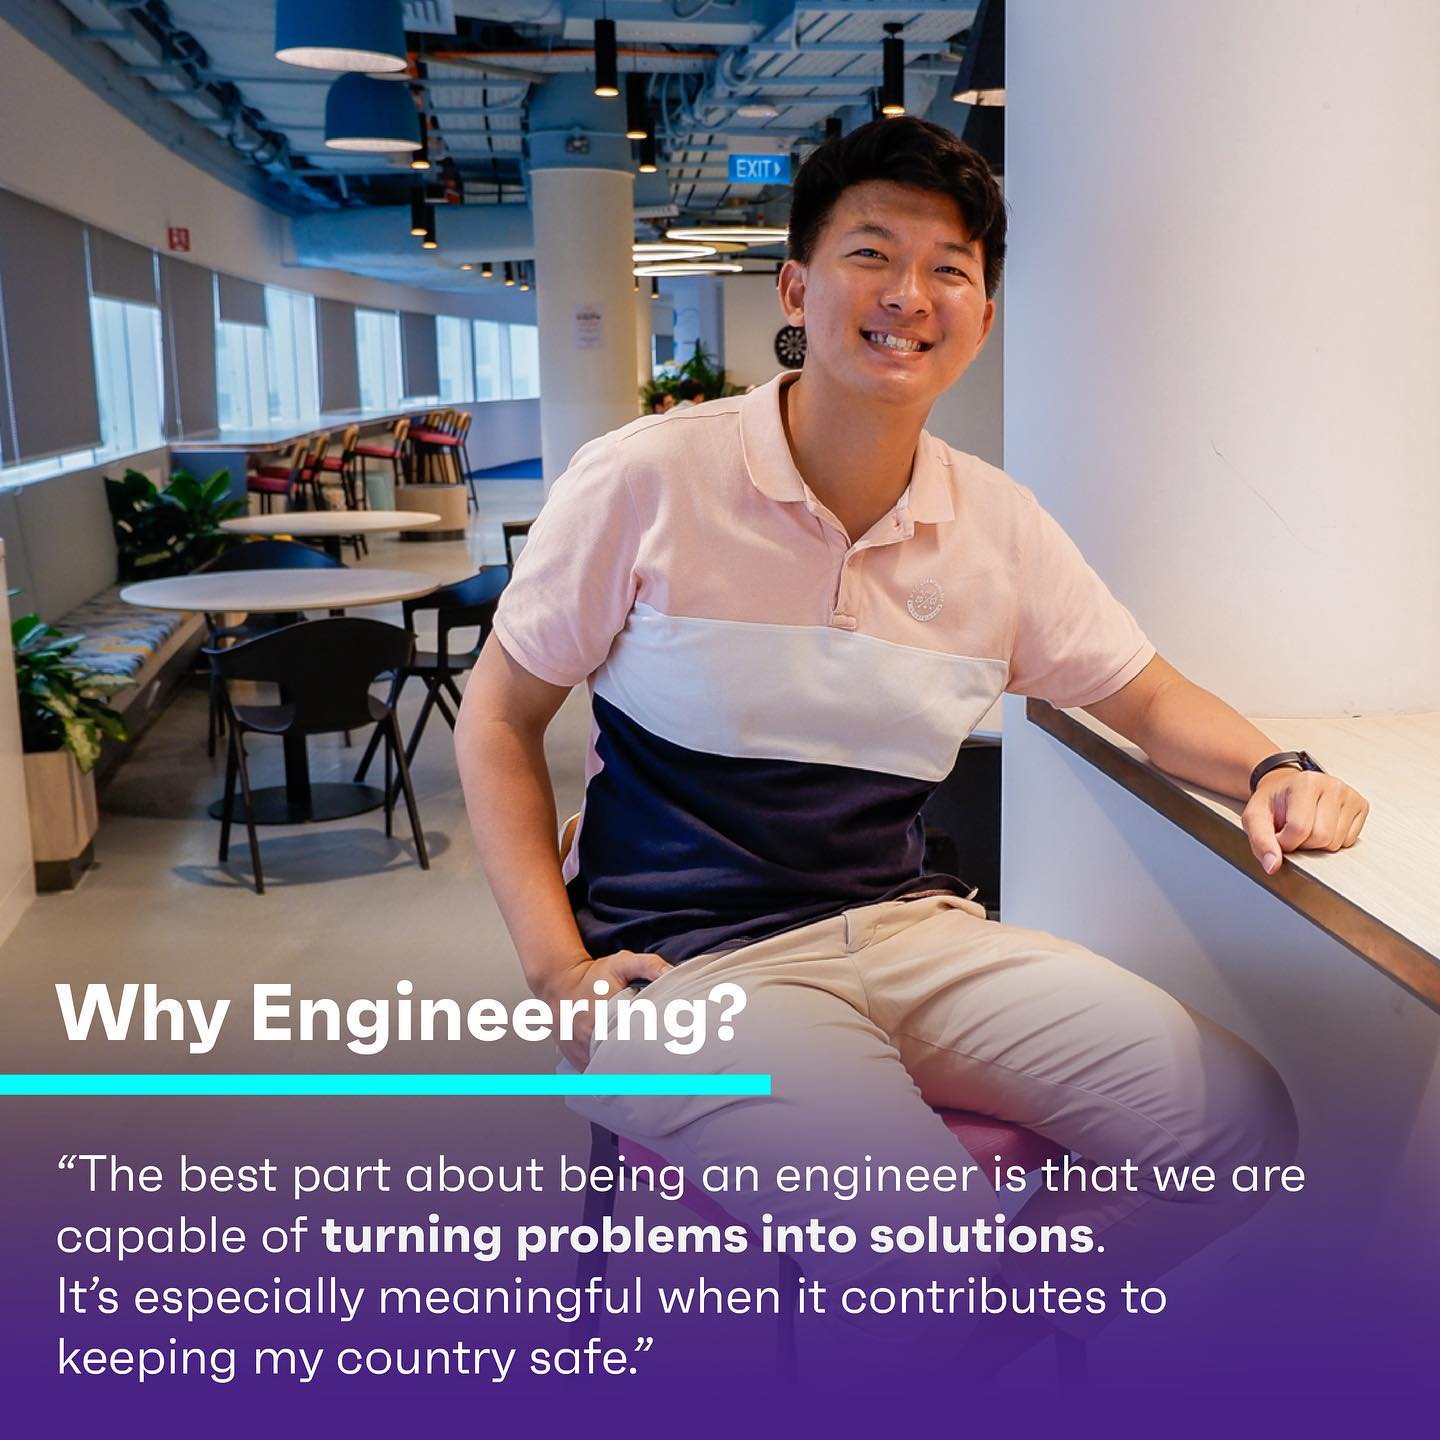 EXIT
Why Engineering?
“The best part about being an engineer is that we are
capable of turning problems into solutions.
It’s especially meaningful when it contributes to
keeping my country safe.”